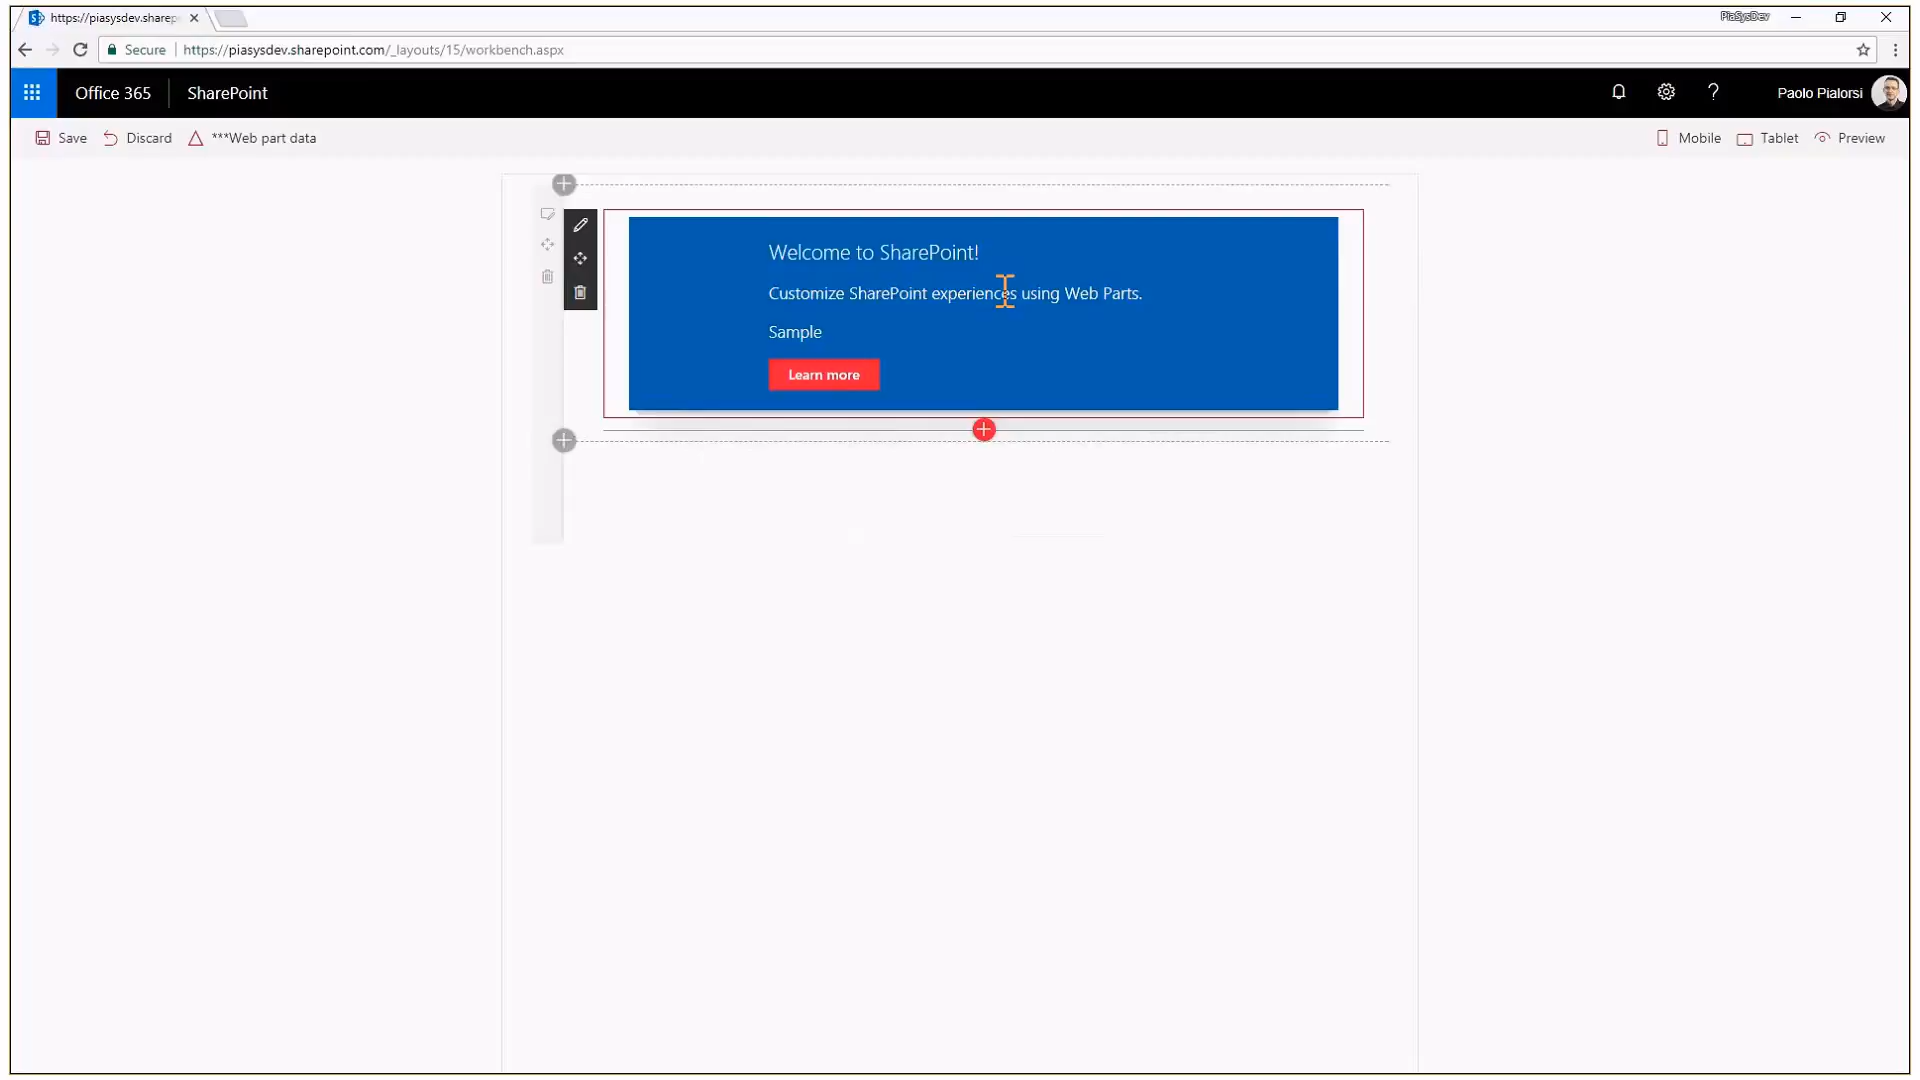 https://piasysdev.sharep
PiaSysDev
Secure
https://piasysdev.sharepoint.com/_layouts/15/workbench.aspx
Office 365
SharePoint
Paolo Pialorsi
Save
Discard
***Web part data
Mobile
Tablet
Preview
Welcome to SharePoint!
Customize SharePoint experiences using Web Parts.
Sample
Learn more